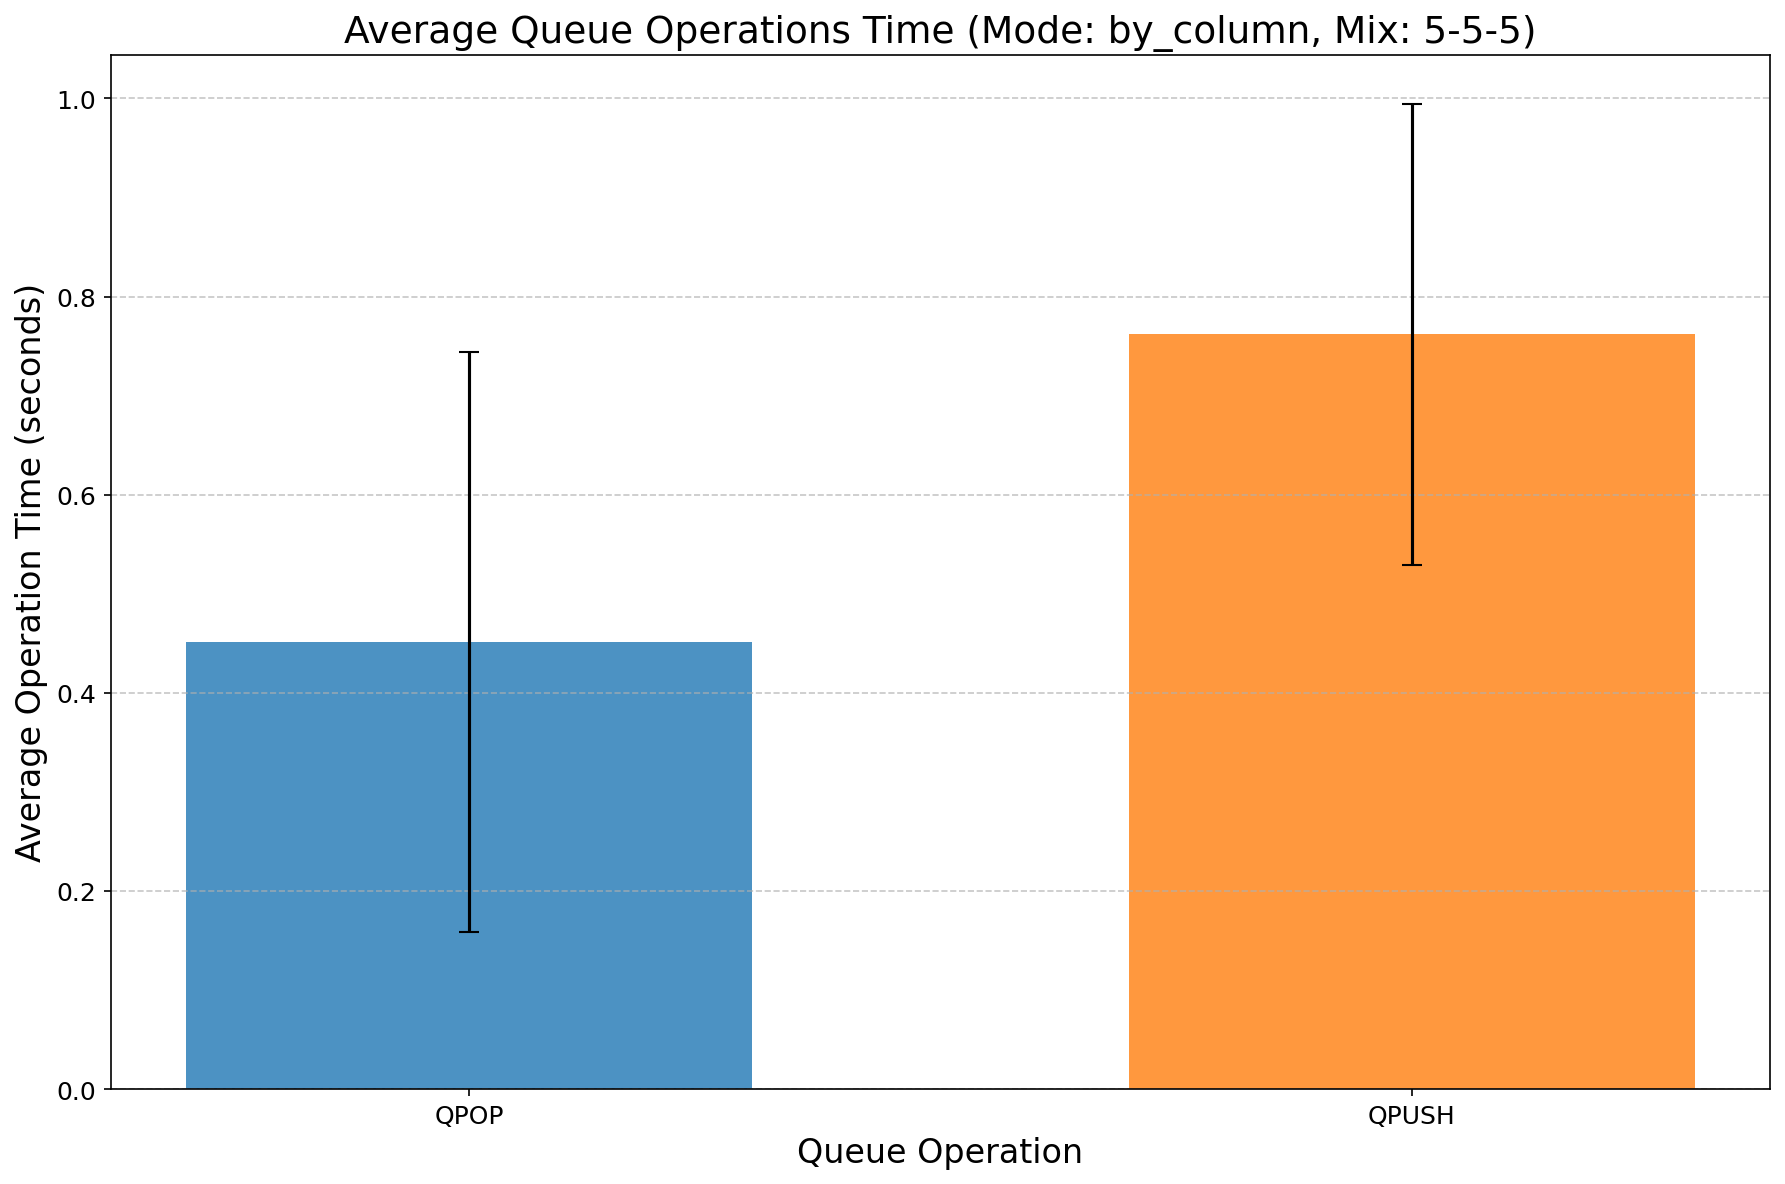 Average Queue Operations Time (Mode: by_column, Mix: 5-5-5)
Average Operation Time (seconds)
1.0
0.8
0.6
0.4
0.2
0.0
QPOP
QPUSH
Queue Operation